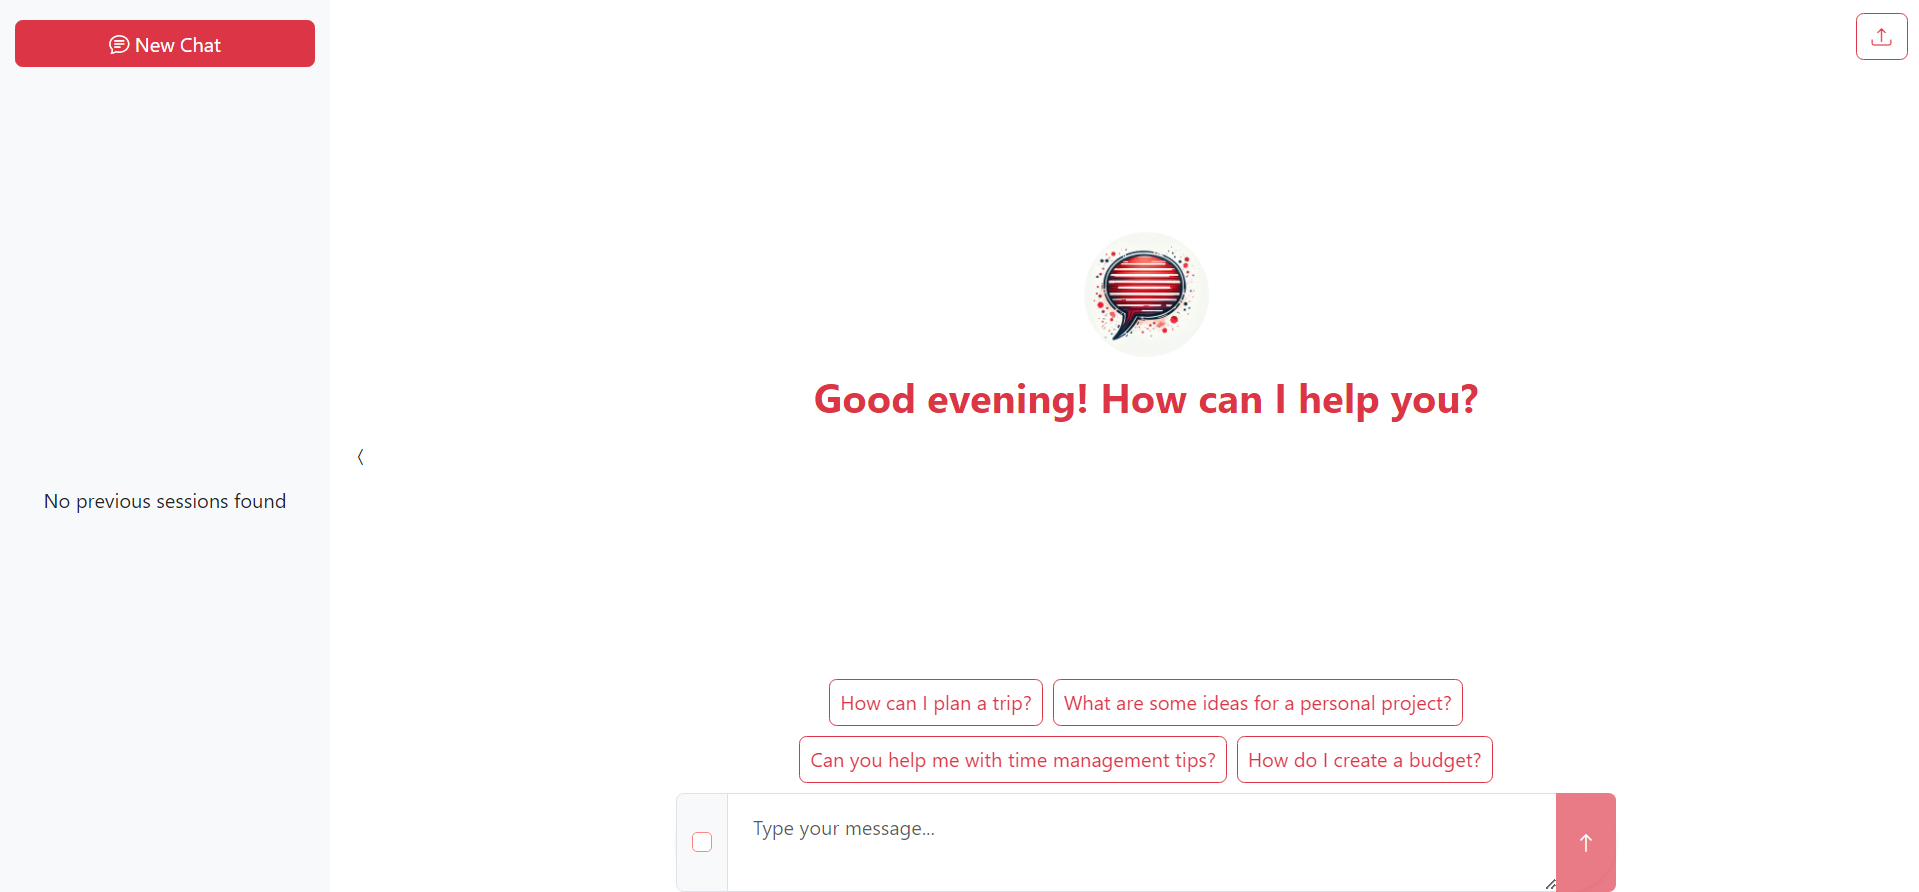 New Chat
No previous sessions found
Good evening! How can I help you?
How can I plan a trip?
What are some ideas for a personal project?
Can you help me with time management tips?
How do I create a budget?
Type your message...